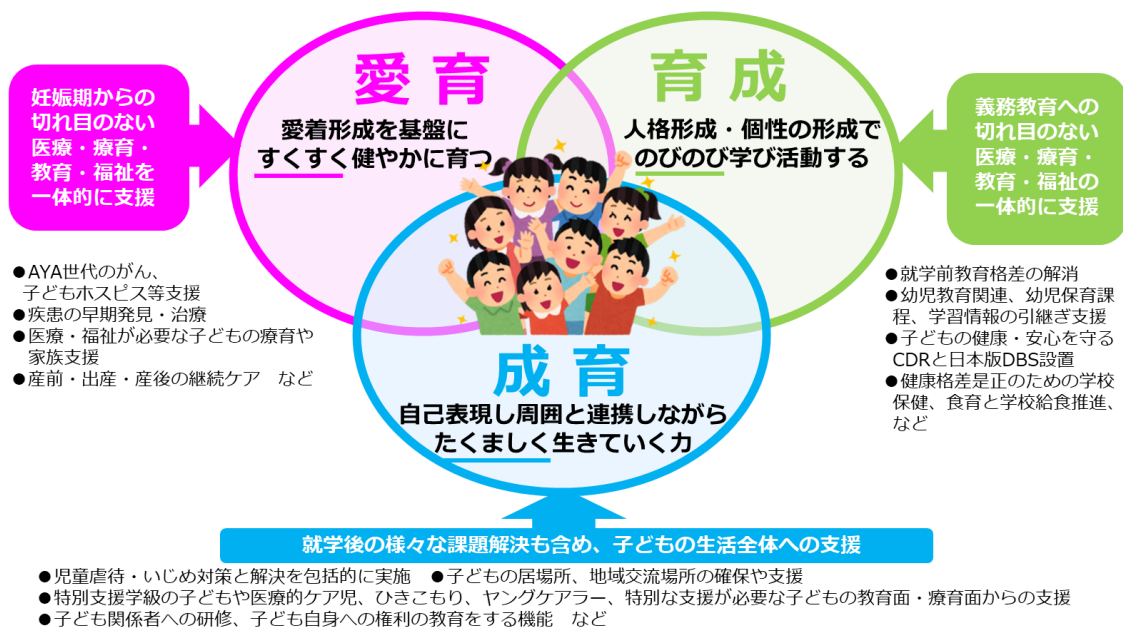 愛育
愛着形成を基盤に
すくすく健やかに育つ
育成
人格形成・個性の形成で
のびのび学び活動する
成育
自己表現し周囲と連携しながら
たくましく生きていく力
妊娠期からの
切れ目のない
医療・療育・
教育・福祉を
一体的に支援
●AYA世代のがん、
子どもホスピス等支援
●疾患の早期発見・治療
●医療・福祉が必要な子どもの療育や
家族支援
●産前・出産・産後の継続ケア　など
義務教育への
切れ目のない
医療・療育・
教育・福祉の
一体的に支援
●就学前教育格差の解消
●幼児教育関連、幼児保育課
程、学習情報の引継ぎ支援
●子どもの健康・安心を守る
CDRと日本版DBS設置
●健康格差是正のための学校
保健、食育と学校給食推進、
など
就学後の様々な課題解決も含め、子どもの生活全体への支援
●児童虐待・いじめ対策と解決を包括的に実施　●子どもの居場所、地域交流場所の確保や支援
●特別支援学級の子どもや医療的ケア児、ひきこもり、ヤングケアラー、特別な支援が必要な子どもの教育面・療育面からの支援
●子ども関係者への研修、子ども自身への権利の教育をする機能　など